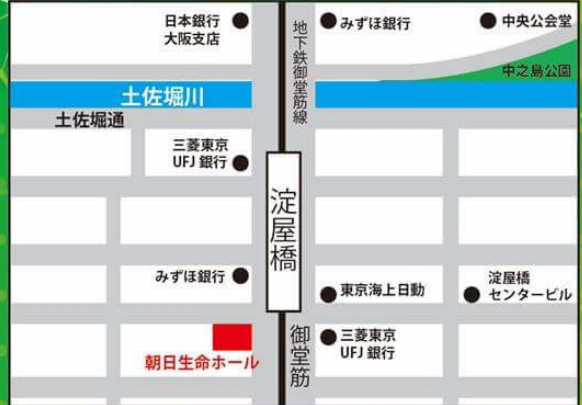 日本銀行
大阪支店
みずほ銀行
中央公会堂
地下鉄御堂筋線
中之島公園
土佐堀川
土佐堀通
三菱東京
UFJ 銀行
淀屋橋
みずほ銀行
東京海上日動
淀屋橋
センタービル
朝日生命ホール
御堂筋
三菱東京
UFJ 銀行